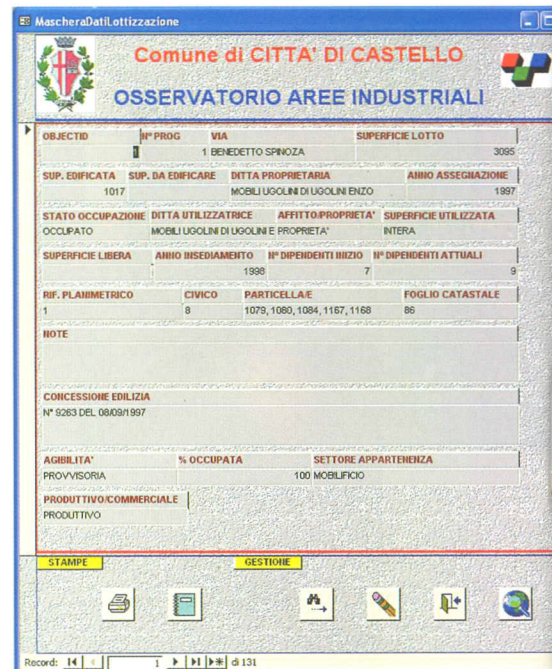 MascheraDatiLottizzazione
Comune di CITTA' DI CASTELLO
OSSERVATORIO AREE INDUSTRIALI
OBJECTID N° PROG VIA SUPERFICIE LOTTO
1 1 BENEDETTO SPINOZA 3095
SUP. EDIFICATA SUP. DA EDIFICARE DITTA PROPRIETARIA ANNO ASSEGNAZIONE
1017 MOBILI UGOLINI DI UGOLINI ENZO 1997
STATO OCCUPAZIONE DITTA UTILIZZATRICE AFFITTO/PROPRIETA' SUPERFICIE UTILIZZATA
OCCUPATO MOBILI UGOLINI DI UGOLINI E PROPRIETA' INTERA
SUPERFICIE LIBERA ANNO INSEDIAMENTO N° DIPENDENTI INIZIO N° DIPENDENTI ATTUALI
1998 7 9
RIF. PLANIMETRICO CIVICO PARTICELLA/E FOGLIO CATASTALE
1 8 1079, 1080, 1084, 1167, 1168 86
NOTE
CONCESSIONE EDILIZIA
N° 9263 DEL 08/09/1997
AGIBILITA' % OCCUPATA SETTORE APPARTENENZA
PROVVISORIA 100 MOBILIFICIO
PRODUTTIVO/COMMERCIALE
PRODUTTIVO
STAMPE GESTIONE
Record: 1 di 131